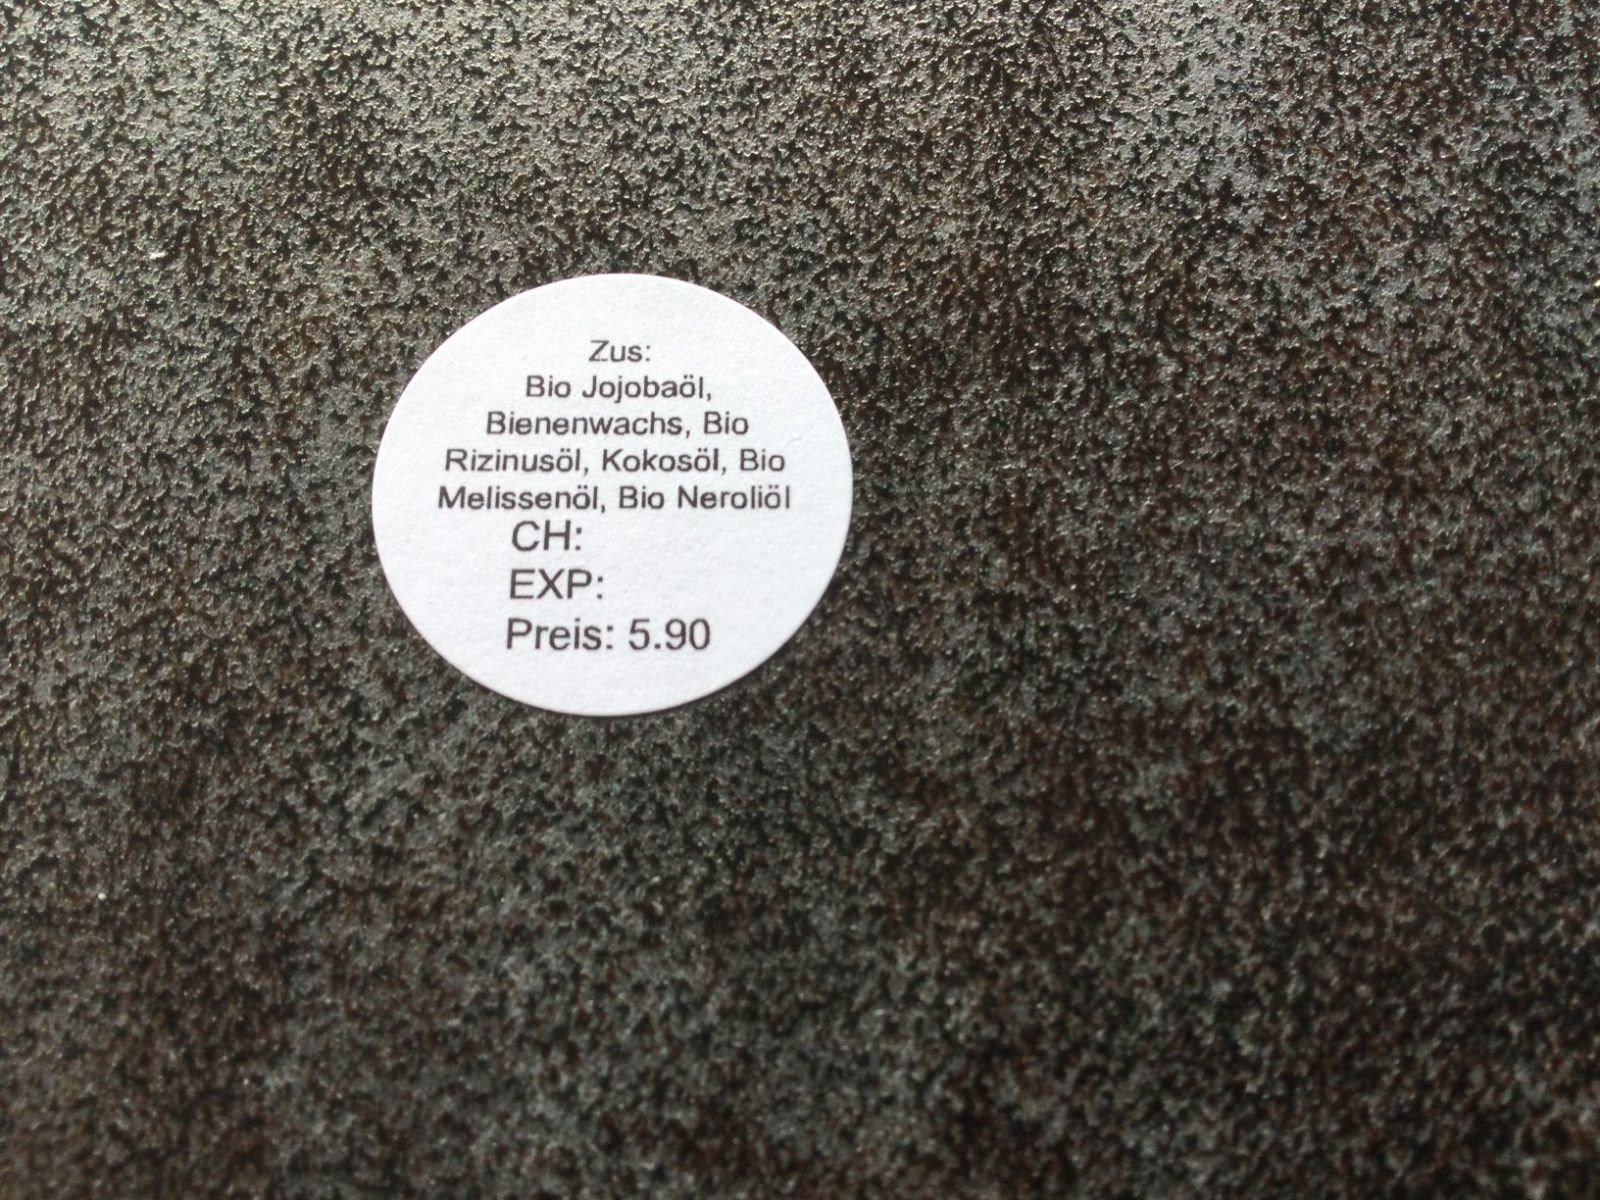 Zus:
Bio Jojobaöl,
Bienenwachs, Bio
Rizinusöl, Kokosöl, Bio
Melissenöl, Bio Neroliöl
CH:
EXP:
Preis: 5.90